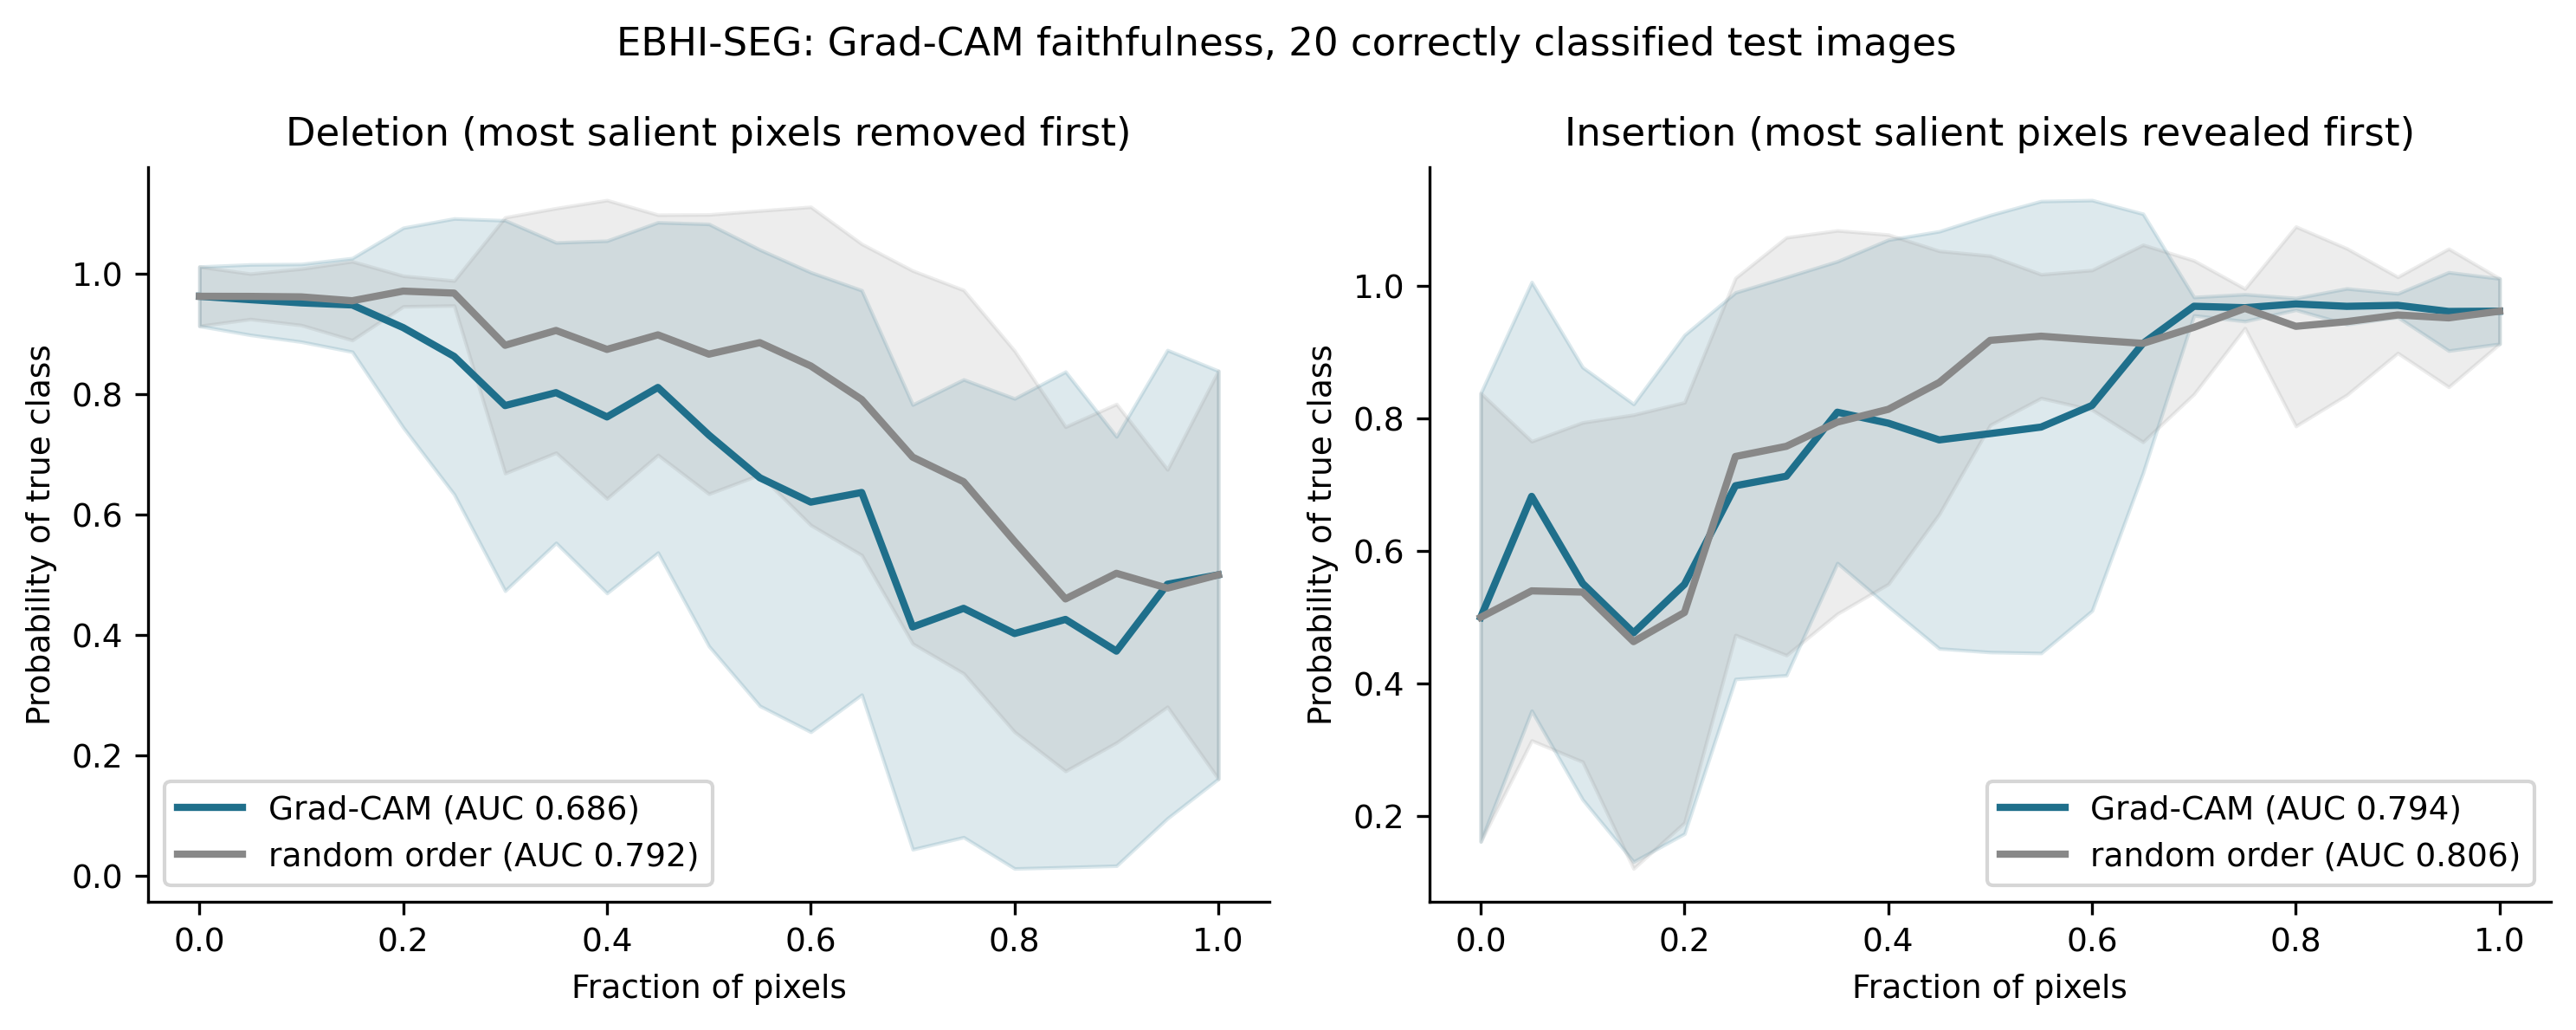 EBHI-SEG: Grad-CAM faithfulness, 20 correctly classified test images
Deletion (most salient pixels removed first)
Probability of true class
1.0
0.8
0.6
0.4
0.2
0.0
Grad-CAM (AUC 0.686)
random order (AUC 0.792)
0.0 0.2 0.4 0.6 0.8 1.0
Fraction of pixels
Insertion (most salient pixels revealed first)
Probability of true class
1.0
0.8
0.6
0.4
0.2
Grad-CAM (AUC 0.794)
random order (AUC 0.806)
0.0 0.2 0.4 0.6 0.8 1.0
Fraction of pixels